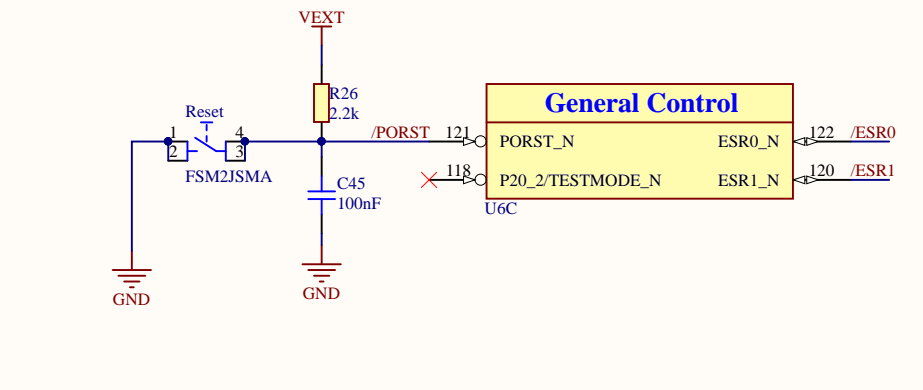 VEXT
R26
2.2k
Reset
1
2
4
3
FSM2JSMA
/PORST
121
118
General Control
PORST_N
ESR0_N
P20_2/TESTMODE_N
ESR1_N
122
/ESR0
120
/ESR1
U6C
C45
100nF
GND
GND